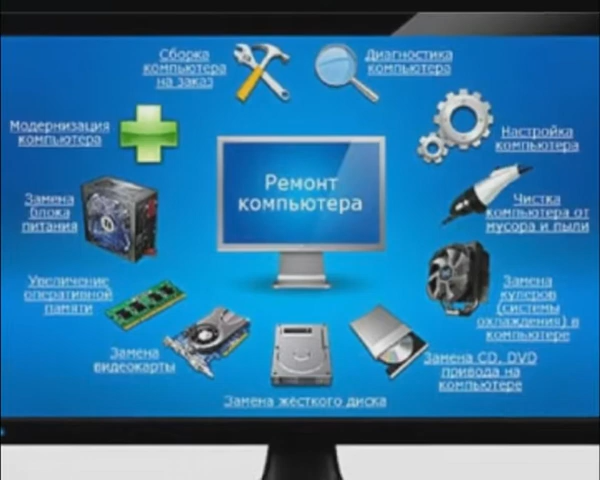 Сборка
компьютера
на заказ
Диагностика
компьютера
Модернизация
компьютера
Настройка
компьютера
Ремонт
компьютера
Замена
блока
питания
Чистка
компьютера от
мусора и пыли
Увеличение
оперативной
памяти
Замена
кулеров
(системы
охлаждения) в
компьютере
Замена
видеокарты
Замена CD, DVD
привода на
компьютере
Замена жёсткого диска